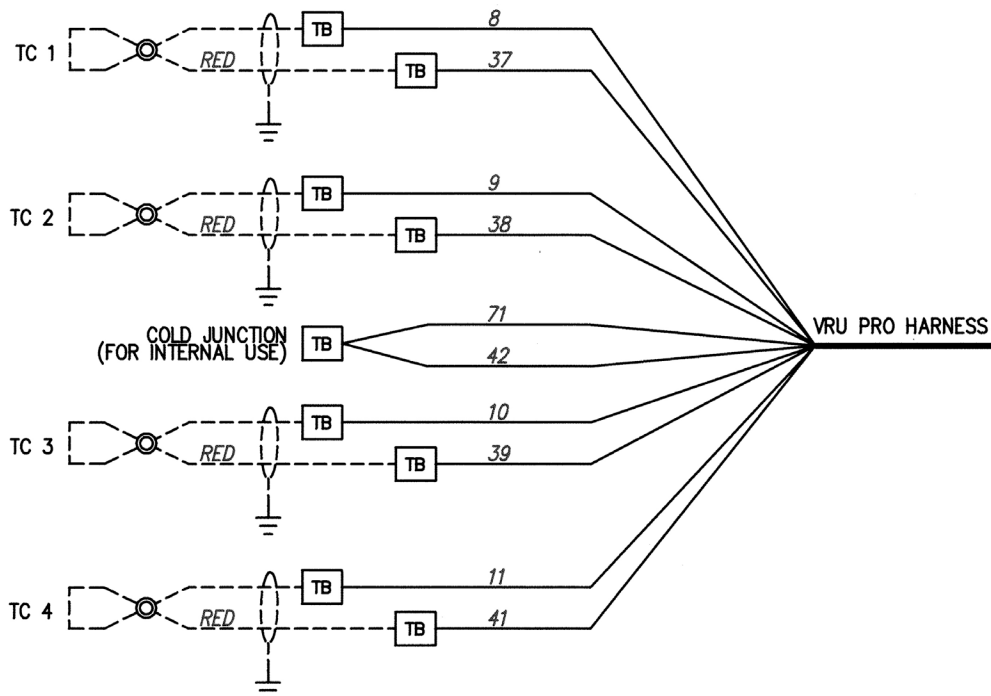 8
TB
TC 1
RED
37
TB
9
TB
TC 2
RED
38
TB
71
COLD JUNCTION
(FOR INTERNAL USE)
TB
VRU PRO HARNESS
42
10
TB
TC 3
RED
39
TB
11
TB
TC 4
RED
41
TB